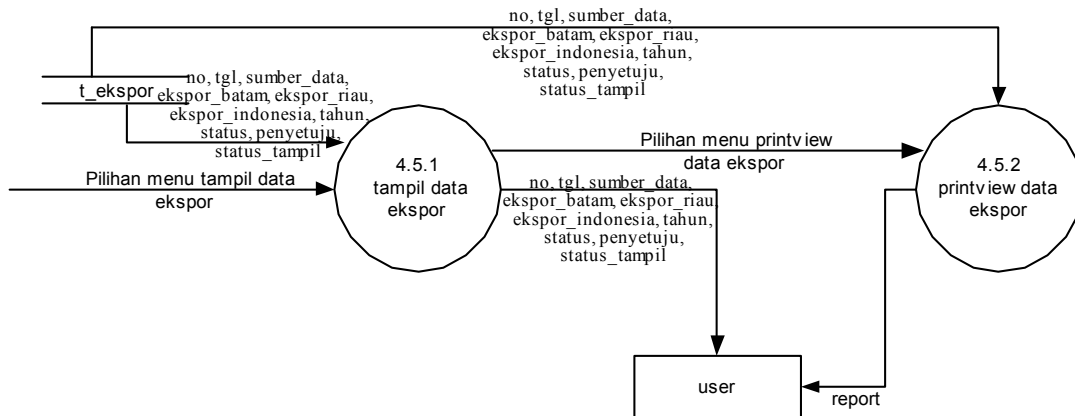 no, tgl, sumber_data,
ekspor_batam, ekspor_riau,
ekspor_indonesia, tahun,
status, penyetuju,
status_tampil
t_ekspor
no, tgl, sumber_data,
ekspor_batam, ekspor_riau,
ekspor_indonesia, tahun,
status, penyetuju,
status_tampil
Pilihan menu tampil data
ekspor
4.5.1
tampil data
ekspor
Pilihan menu printview
data ekspor
no, tgl, sumber_data,
ekspor_batam, ekspor_riau,
ekspor_indonesia, tahun,
status, penyetuju,
status_tampil
4.5.2
printview data
ekspor
user
report